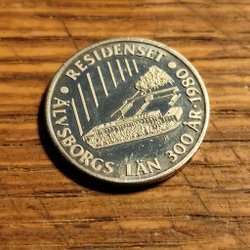 RESIDENSET
ÄLVSBORGS LÄN 300 ÅR · 1980 ·